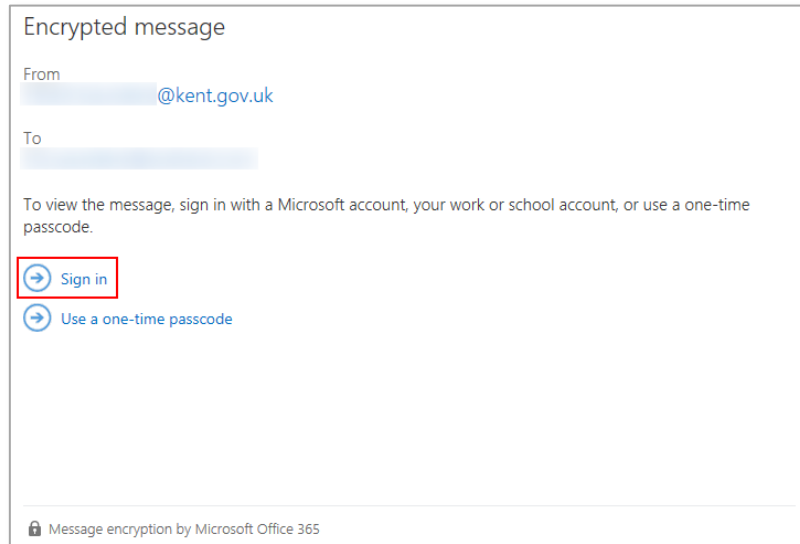 Encrypted message
From
@kent.gov.uk
To
To view the message, sign in with a Microsoft account, your work or school account, or use a one-time
passcode.
Sign in
Use a one-time passcode
Message encryption by Microsoft Office 365